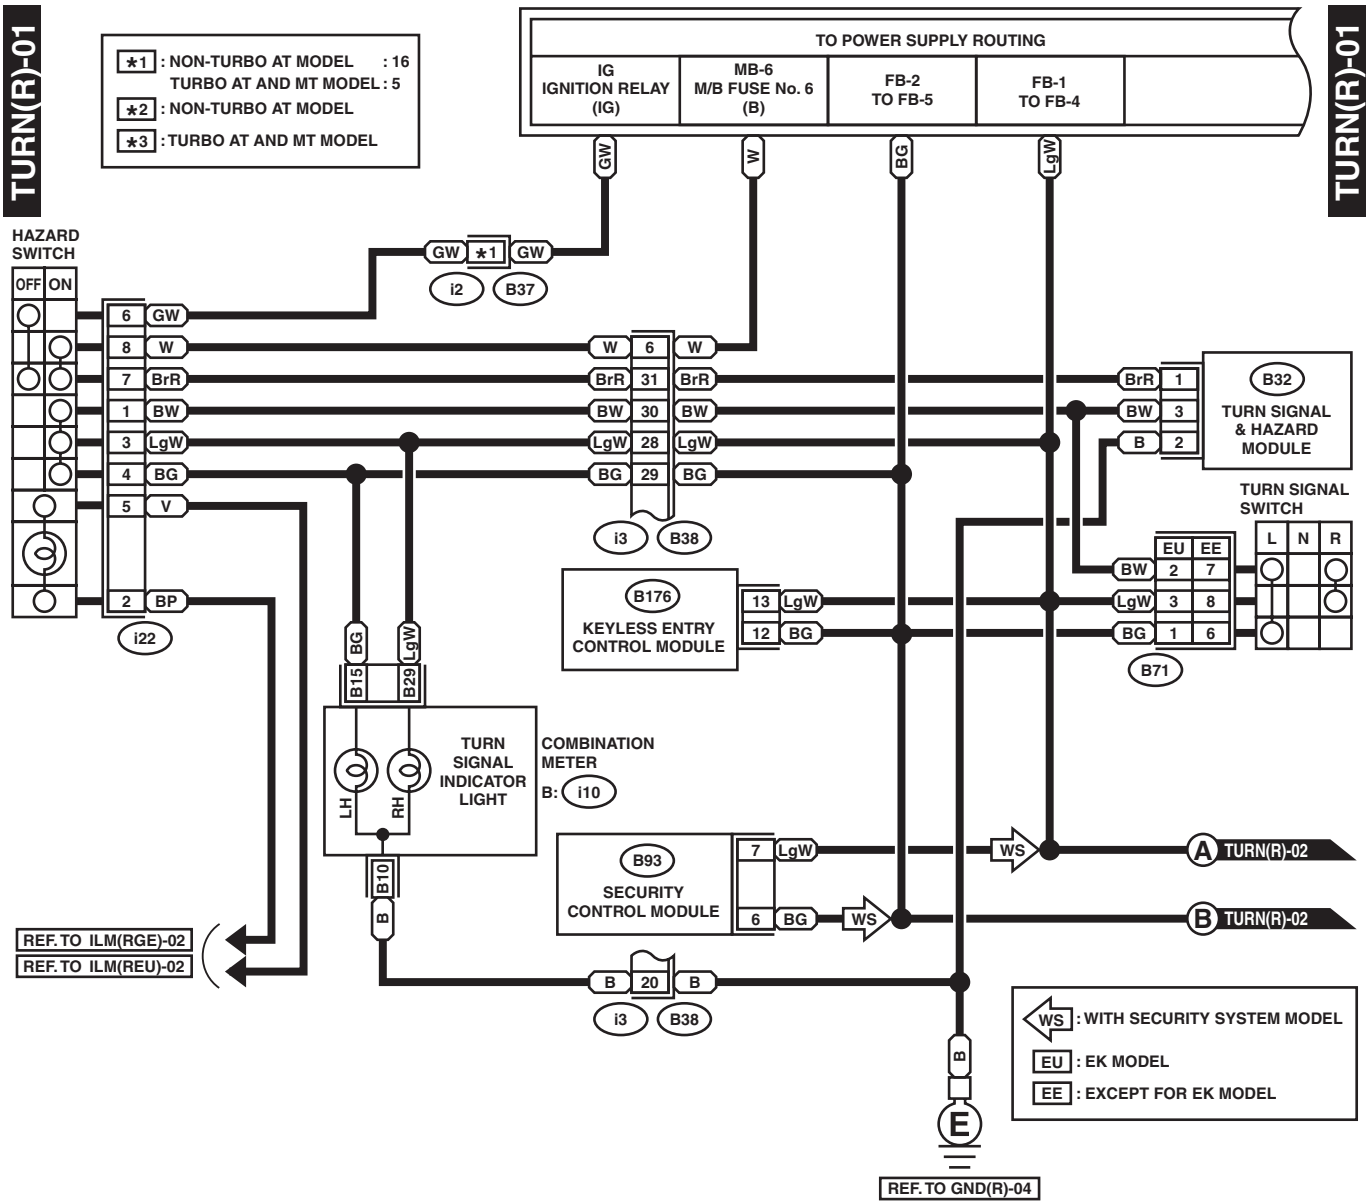 TURN(R)-01
TURN(R)-01
*1 : NON-TURBO AT MODEL : 16
TURBO AT AND MT MODEL : 5
*2 : NON-TURBO AT MODEL
*3 : TURBO AT AND MT MODEL
TO POWER SUPPLY ROUTING
IG
IGNITION RELAY
(IG)
MB-6
M/B FUSE No. 6
(B)
FB-2
TO FB-5
FB-1
TO FB-4
GW
W
BG
LgW
HAZARD
SWITCH
OFF ON
GW *1 GW
i2 B37
6 GW
8 W
7 BrR
1 BW
3 LgW
4 BG
5 V
2 BP
i22
W 6 W
BrR 31 BrR
BW 30 BW
LgW 28 LgW
BG 29 BG
i3 B38
BrR 1
BW 3
B 2
B32
TURN SIGNAL
& HAZARD
MODULE
TURN SIGNAL
SWITCH
L N R
EU EE
BW 2 7
LgW 3 8
BG 1 6
B71
B176
KEYLESS ENTRY
CONTROL MODULE
13 LgW
12 BG
BG
LgW
B15
B29
LH
RH
TURN
SIGNAL
INDICATOR
LIGHT
COMBINATION
METER
B: i10
B10
B
B93
SECURITY
CONTROL MODULE
7 LgW
6 BG
WS
WS
A TURN(R)-02
B TURN(R)-02
REF. TO ILM(RGE)-02
REF. TO ILM(REU)-02
B 20 B
i3 B38
B
E
REF. TO GND(R)-04
WS : WITH SECURITY SYSTEM MODEL
EU : EK MODEL
EE : EXCEPT FOR EK MODEL